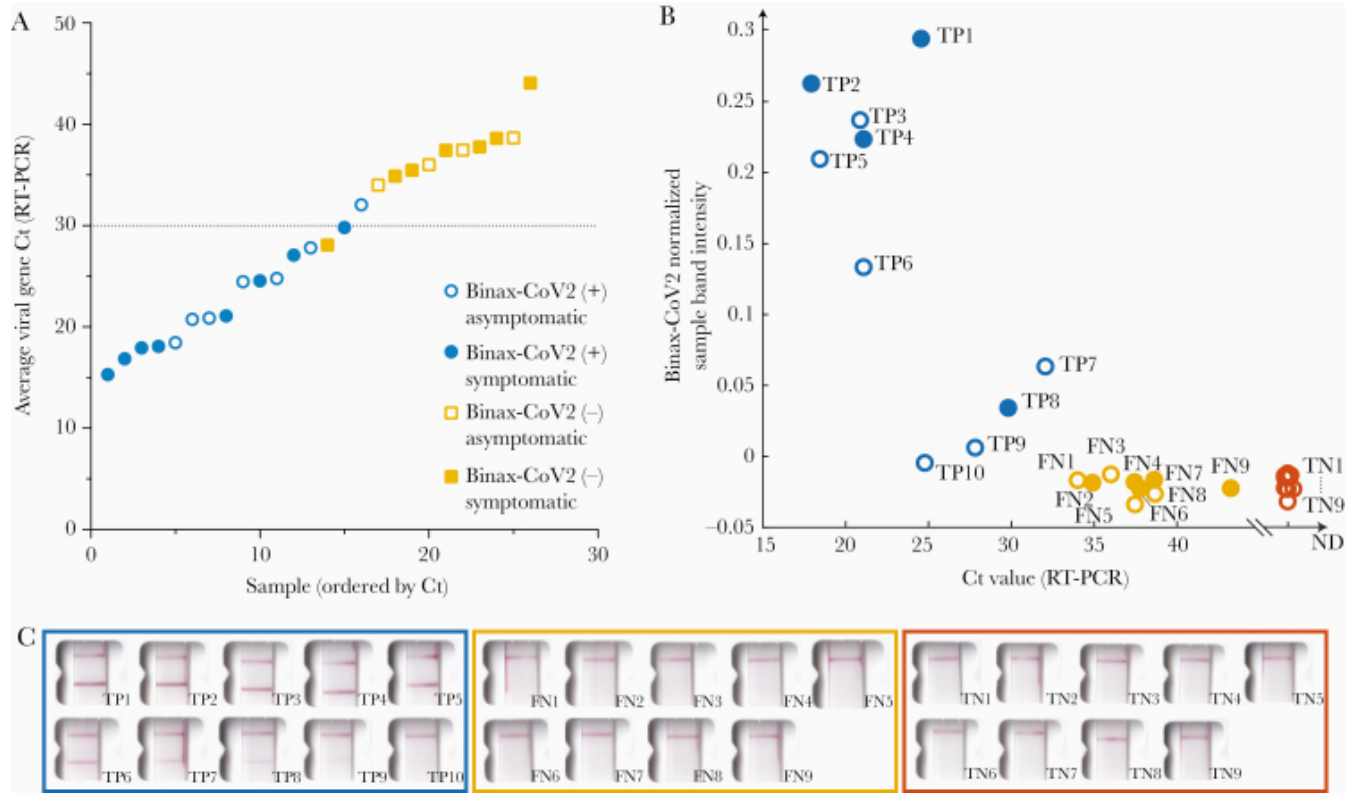 A
50
40
30
20
10
0
0
10
20
30
Average viral gene Ct (RT-PCR)
Sample (ordered by Ct)
Binax-CoV2 (+)
asymptomatic
Binax-CoV2 (+)
symptomatic
Binax-CoV2 (–)
asymptomatic
Binax-CoV2 (–)
symptomatic
B
0.3
0.25
0.2
0.15
0.1
0.05
0
−0.05
15
20
25
30
35
40
ND
Binax-CoV2 normalized
sample band intensity
Ct value (RT-PCR)
TP1
TP2
TP3
TP4
TP5
TP6
TP7
TP8
TP9
TP10
FN1
FN3
FN4
FN7
FN9
FN2
FN8
FN5
FN6
TN1
TN9
C
TP1 TP2 TP3 TP4 TP5
TP6 TP7 TP8 TP9 TP10
FN1 FN2 FN3 FN4 FN5
FN6 FN7 FN8 FN9
TN1 TN2 TN3 TN4 TN5
TN6 TN7 TN8 TN9